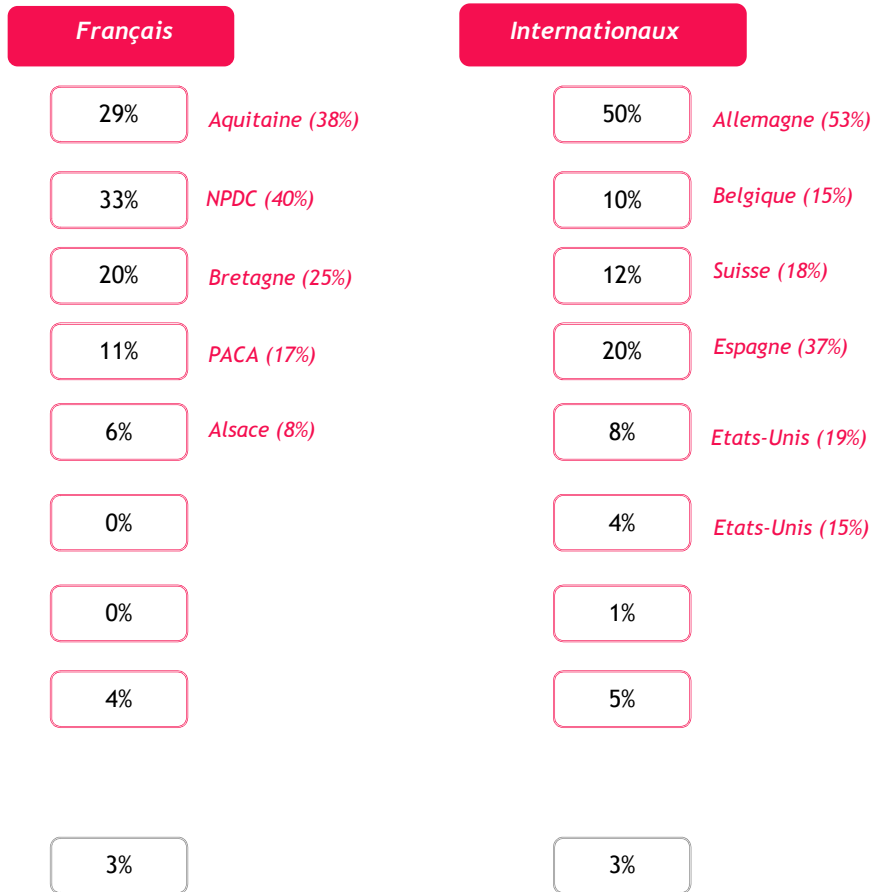 Français
Internationaux
29%
Aquitaine (38%)
50%
Allemagne (53%)
33%
NPDC (40%)
10%
Belgique (15%)
20%
Bretagne (25%)
12%
Suisse (18%)
11%
PACA (17%)
20%
Espagne (37%)
6%
Alsace (8%)
8%
Etats-Unis (19%)
0%
4%
Etats-Unis (15%)
0%
1%
4%
5%
3%
3%